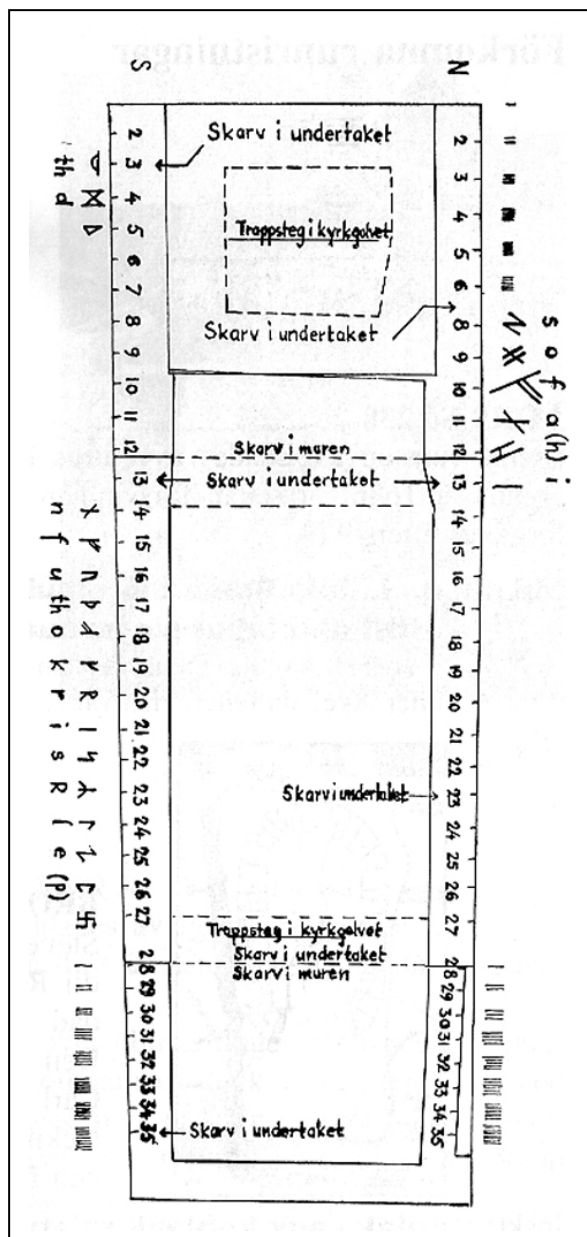 S N
Skarv i undertaket
Trappsteg i kyrkgolvet
Skarv i undertaket
Skarv i muren
Skarv i undertaket
Skarv i undertaket
Trappsteg i kyrkgolvet
Skarv i undertaket
Skarv i muren
Skarv i undertaket
th d
n f u th k r i s R l e (p)
2 3 4 5 6 7 8 9 10 11 12 13 14 15 16 17 18 19 20 21 22 23 24 25 26 27 28 29 30 31 32 33 34 35
2 3 4 5 6 8 9 10 11 12 13 14 15 16 17 18 19 20 21 22 23 24 25 26 27 28 29 30 31 32 33 34 35
s o f a(h) i